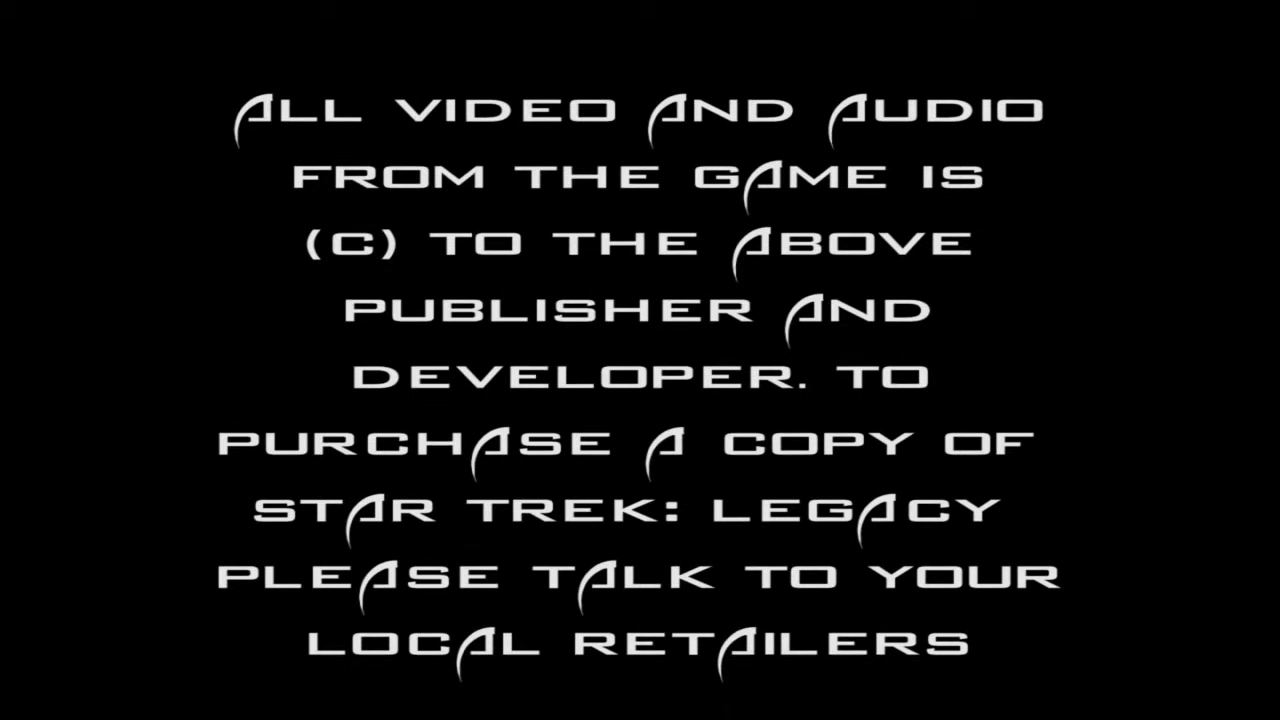 ALL VIDEO AND AUDIO
FROM THE GAME IS
(C) TO THE ABOVE
PUBLISHER AND
DEVELOPER. TO
PURCHASE A COPY OF
STAR TREK: LEGACY
PLEASE TALK TO YOUR
LOCAL RETAILERS